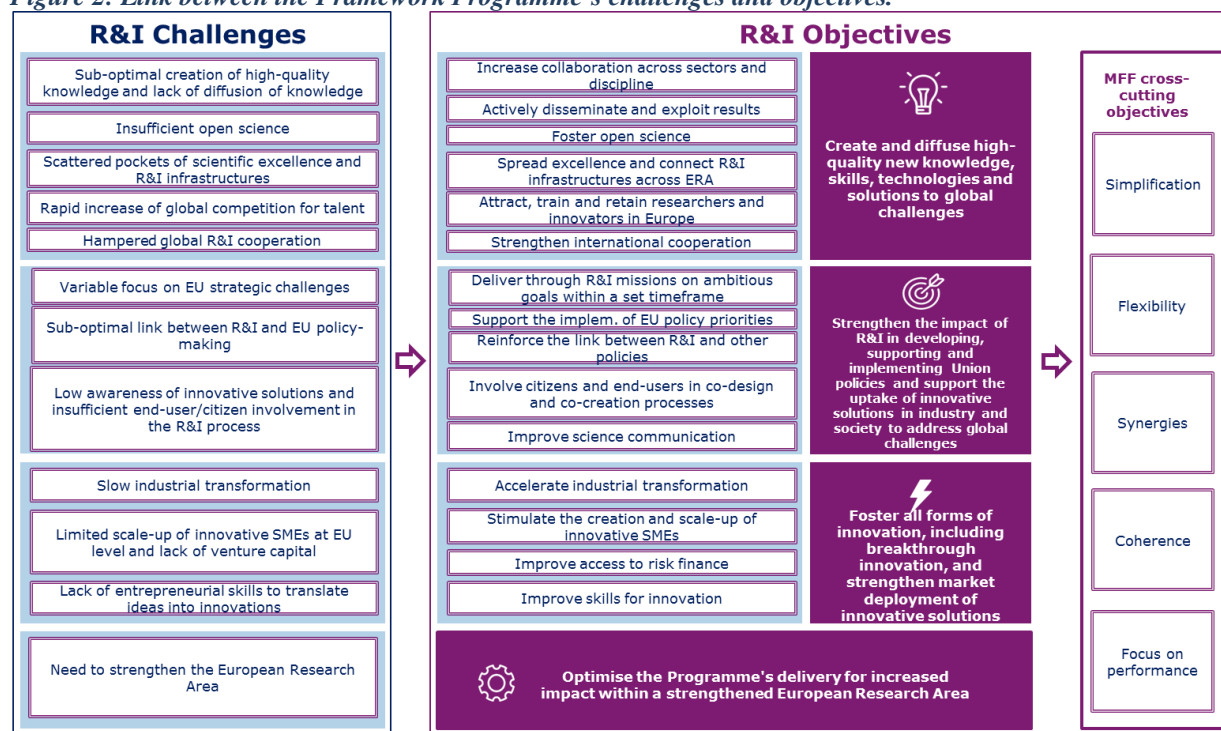 Figure 2: Link between the Framework Programme's challenges and objectives.
R&I Challenges
Sub-optimal creation of high-quality
knowledge and lack of diffusion of knowledge
Insufficient open science
Scattered pockets of scientific excellence and
R&I infrastructures
Rapid increase of global competition for talent
Hampered global R&I cooperation
Variable focus on EU strategic challenges
Sub-optimal link between R&I and EU policy-
making
Low awareness of innovative solutions and
insufficient end-user/citizen involvement in
the R&I process
Slow industrial transformation
Limited scale-up of innovative SMEs at EU
level and lack of venture capital
Lack of entrepreneurial skills to translate
ideas into innovations
Need to strengthen the European Research
Area
R&I Objectives
Increase collaboration across sectors and
discipline
Actively disseminate and exploit results
Foster open science
Spread excellence and connect R&I
infrastructures across ERA
Attract, train and retain researchers and
innovators in Europe
Strengthen international cooperation
Create and diffuse high-
quality new knowledge,
skills, technologies and
solutions to global
challenges
Deliver through R&I missions on ambitious
goals within a set timeframe
Support the implem. of EU policy priorities
Reinforce the link between R&I and other
policies
Involve citizens and end-users in co-design
and co-creation processes
Improve science communication
Strengthen the impact of
R&I in developing,
supporting and
implementing Union
policies and support the
uptake of innovative
solutions in industry and
society to address global
challenges
Accelerate industrial transformation
Stimulate the creation and scale-up of
innovative SMEs
Improve access to risk finance
Improve skills for innovation
Foster all forms of
innovation, including
breakthrough
innovation, and
strengthen market
deployment of
innovative solutions
Optimise the Programme's delivery for increased
impact within a strengthened European Research Area
MFF cross-
cutting
objectives
Simplification
Flexibility
Synergies
Coherence
Focus on
performance